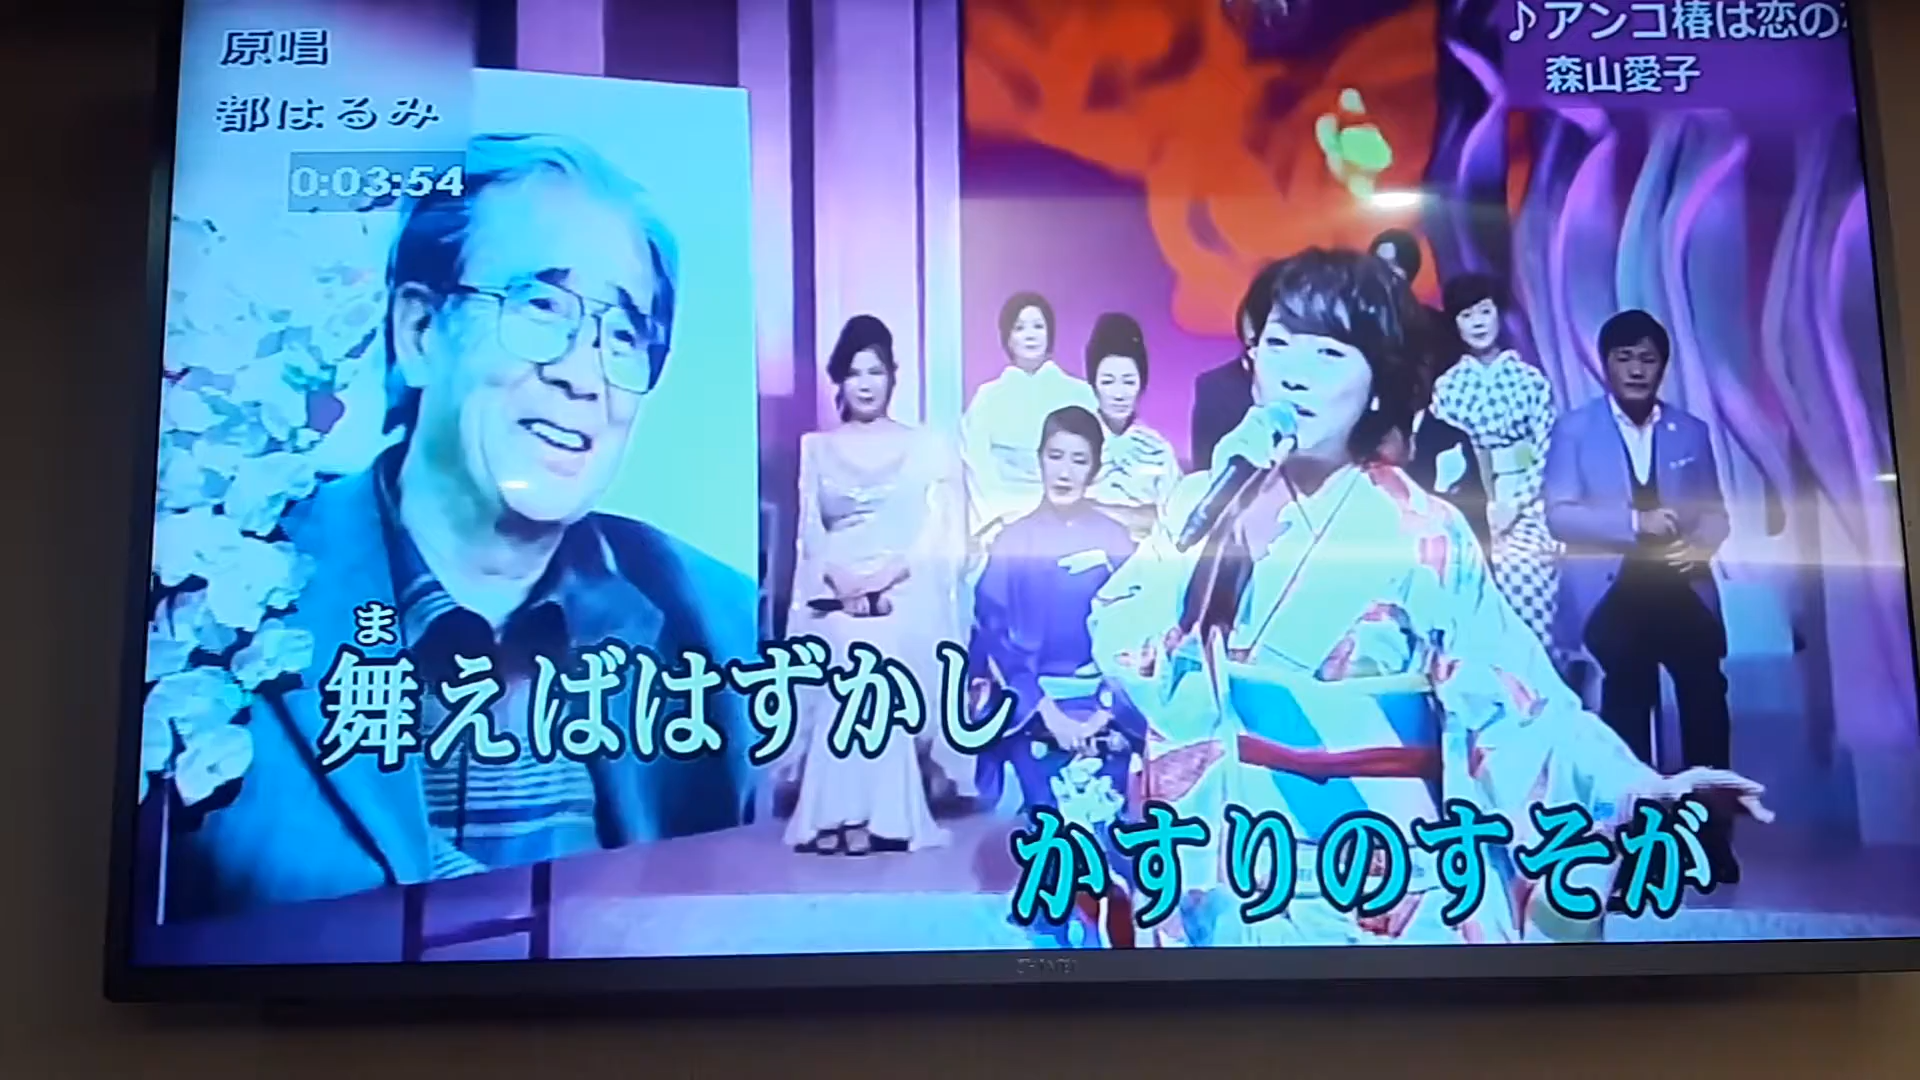 原唱
都はるみ
0:03:54
♪アンコ椿は恋の
森山愛子
ま
舞えばはずかし
かすりのすそが